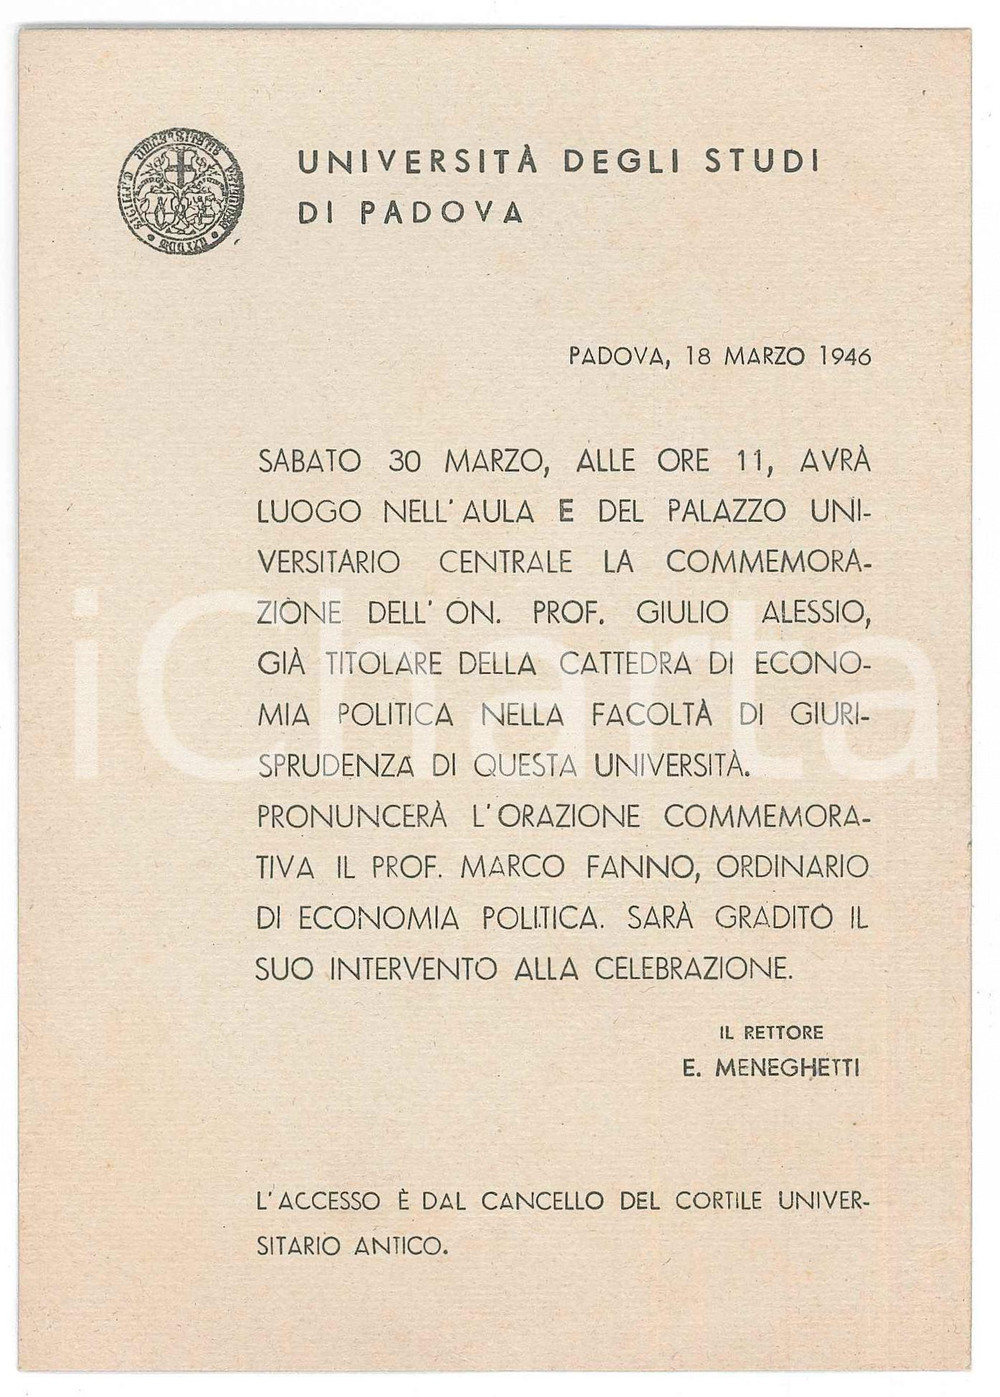 UNIVERSITÀ DEGLI STUDI
DI PADOVA
PADOVA, 18 MARZO 1946
SABATO 30 MARZO, ALLE ORE 11, AVRÀ
LUOGO NELL'AULA E DEL PALAZZO UNI-
VERSITARIO CENTRALE LA COMMEMORA-
ZIONE DELL' ON. PROF. GIULIO ALESSIO,
GIÀ TITOLARE DELLA CATTEDRA DI ECONO-
MIA POLITICA NELLA FACOLTÀ DI GIURI-
SPRUDENZA DI QUESTA UNIVERSITÀ.
PRONUNCERÀ L'ORAZIONE COMMEMORA-
TIVA IL PROF. MARCO FANNO, ORDINARIO
DI ECONOMIA POLITICA. SARÀ GRADITO IL
SUO INTERVENTO ALLA CELEBRAZIONE.
IL RETTORE
E. MENEGHETTI
L'ACCESSO È DAL CANCELLO DEL CORTILE UNIVER-
SITARIO ANTICO.
iCharta